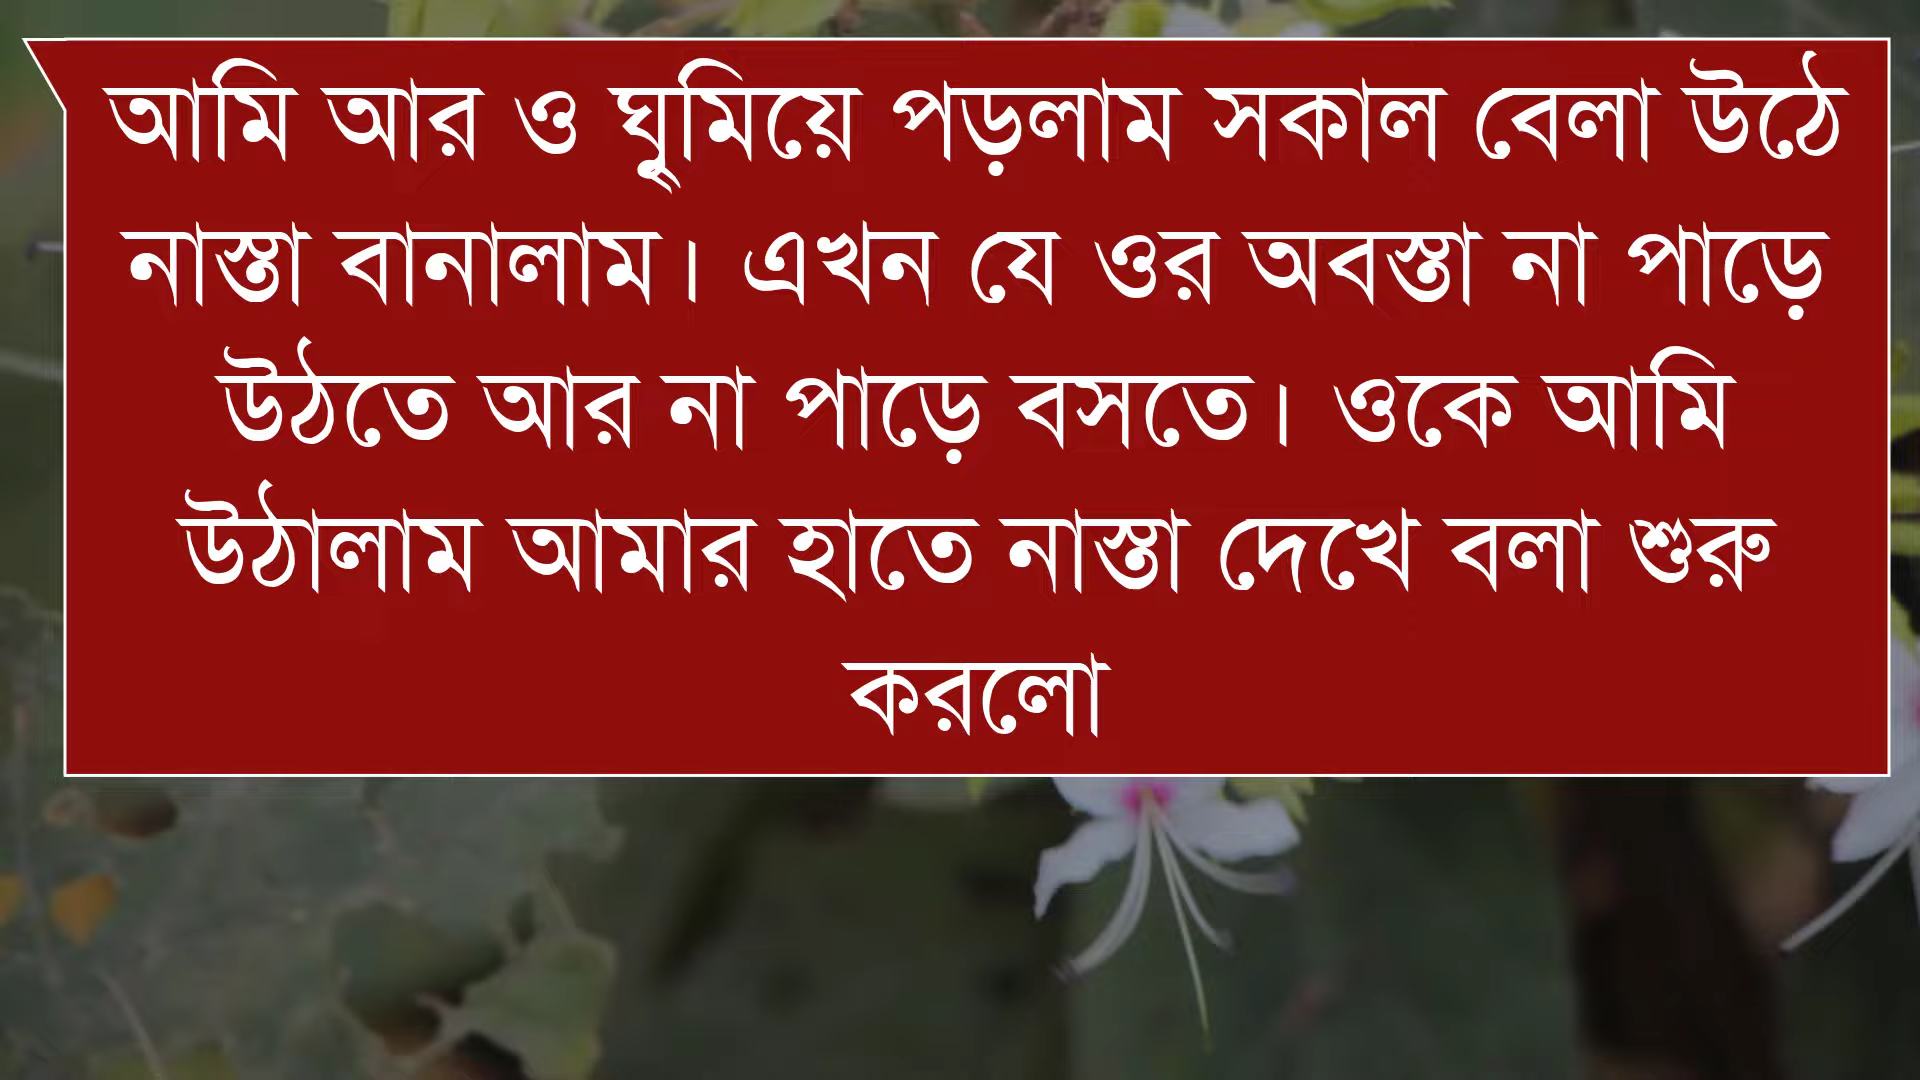 আমি আর ও ঘুমিয়ে পড়লাম সকাল বেলা উঠে
নাস্তা বানালাম। এখন যে ওর অবস্তা না পাড়ে
উঠতে আর না পাড়ে বসতে। ওকে আমি
উঠালাম আমার হাতে নাস্তা দেখে বলা শুরু
করলো